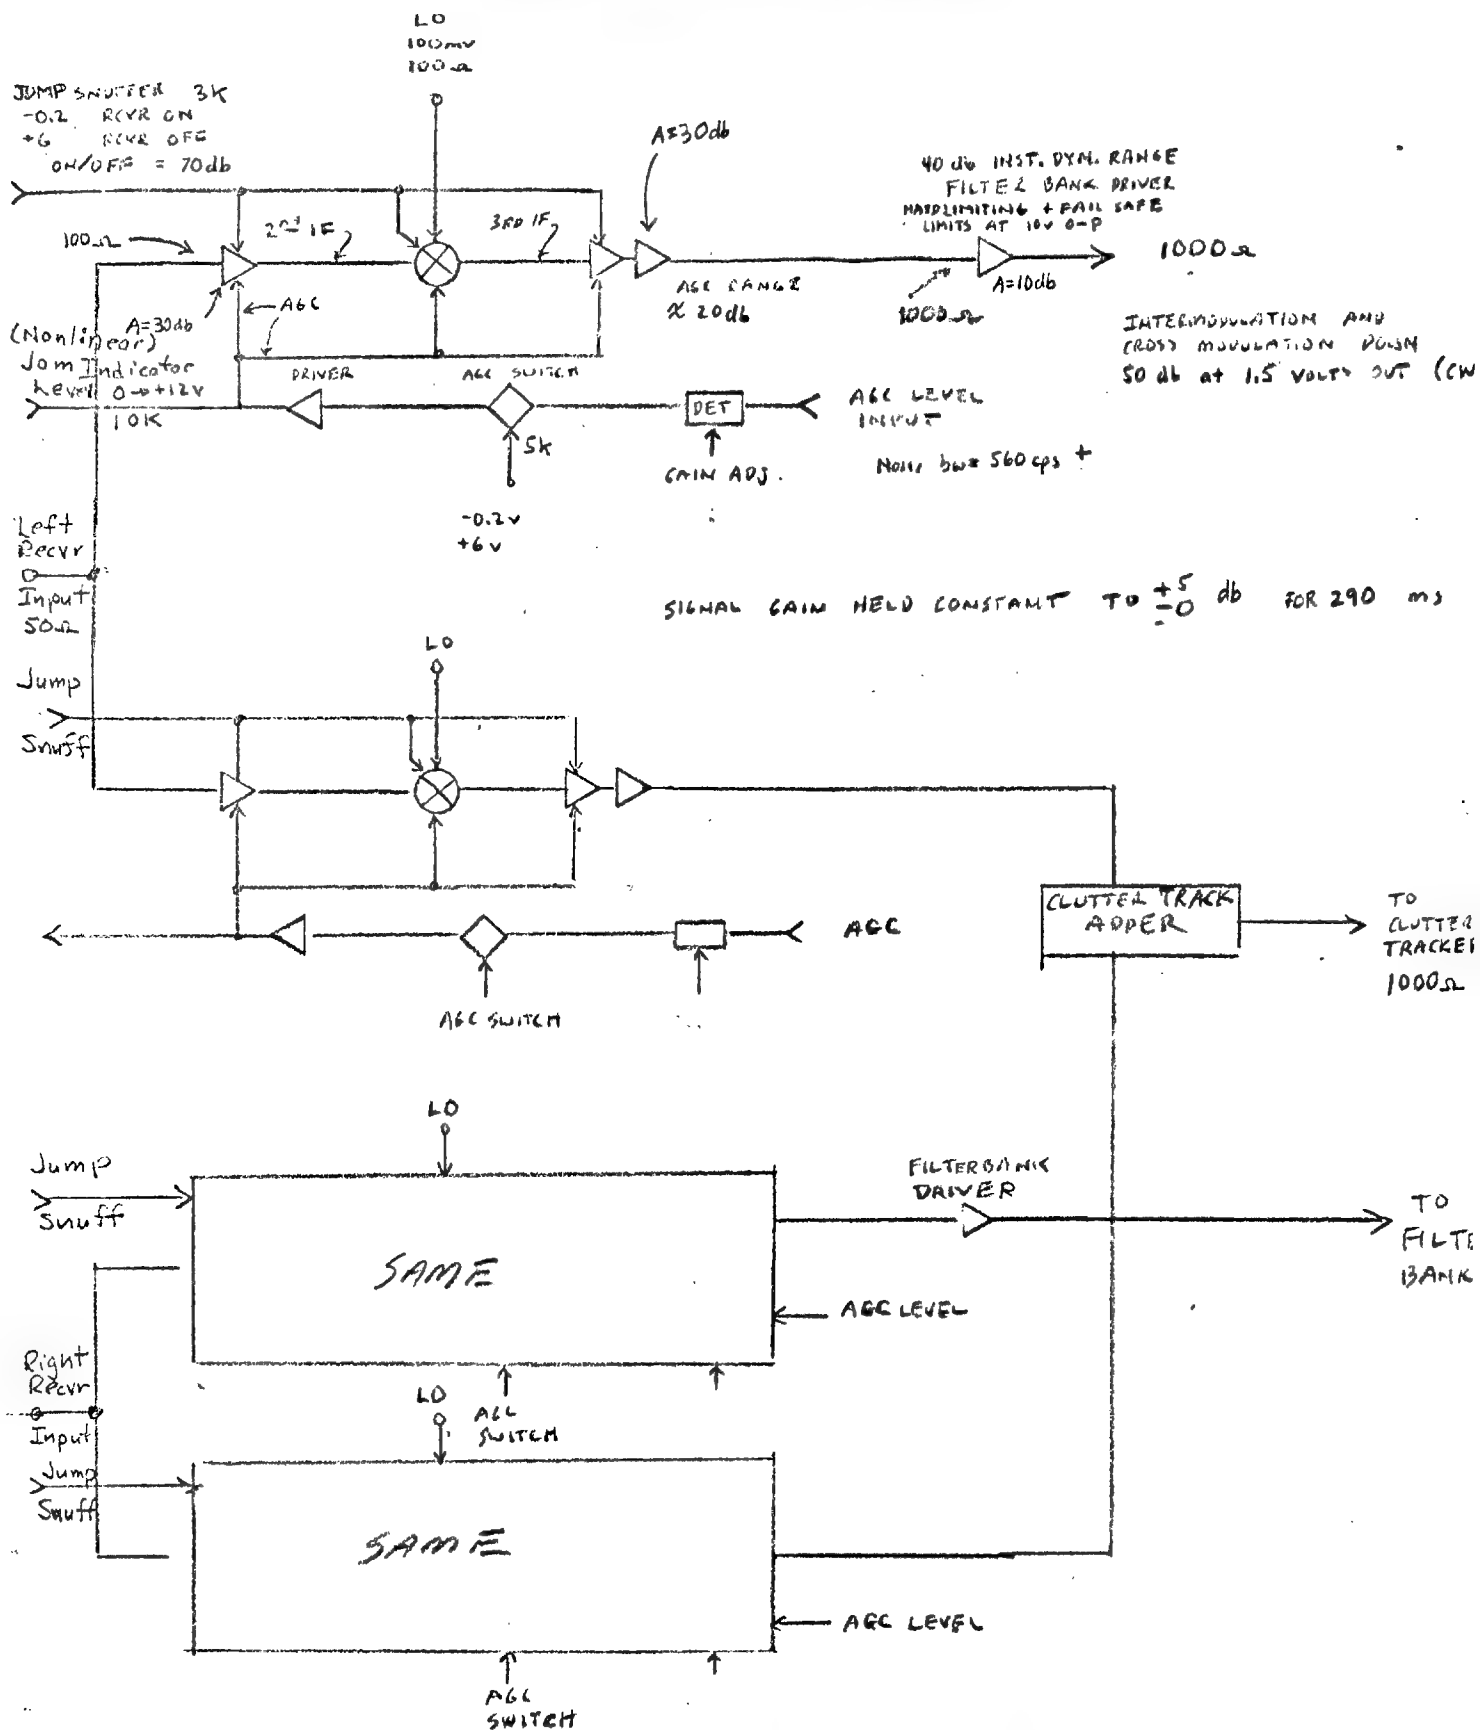 LO
100mv
100Ω
JUMP SNUFFER 3K
-0.2 RCVR ON
+6 RCVR OFF
ON/OFF = 70db
A=30db
40 db INST. DYM. RANGE
FILTER BANK DRIVER
HARDLIMITING + FAIL SAFE
LIMITS AT 10V 0-P
100Ω
2nd IF
3RD IF
1000Ω
A=10db
AGC RANGE
≈ 20db
1000Ω
A=30db
AGC
(Nonlinear)
Jam Indicator
Level 0→+12V
10K
DRIVER
AGC SWITCH
5K
-0.2v
+6v
DET
GAIN ADJ.
AGC LEVEL
INPUT
INTERMODULATION AND
CROSS MODULATION DOWN
50 db at 1.5 VOLTS OUT (CW
Noise bw= 560 cps +
Left
Recvr
Input
50Ω
SIGNAL GAIN HELD CONSTANT TO +5 -0 db FOR 290 ms
LO
Jump
Snuff
CLUTTER TRACK
ADDER
TO
CLUTTER
TRACKER
1000Ω
AGC
AGC SWITCH
LO
Jump
Snuff
SAME
FILTERBANK
DRIVER
TO
FILTE
BANK
AGC LEVEL
AGC
SWITCH
Right
Recvr
Input
LO
Jump
Snuff
SAME
AGC LEVEL
AGC
SWITCH